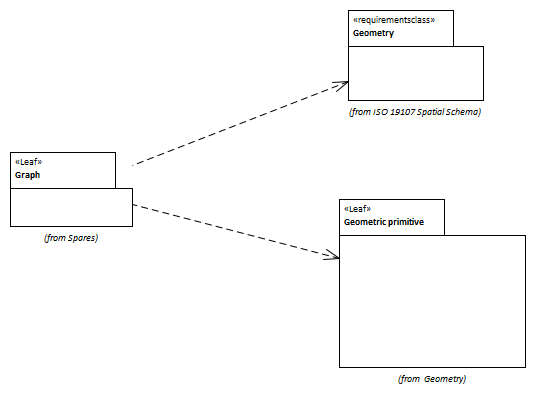 «requirementsclass»
Geometry
(from ISO 19107 Spatial Schema)
«Leaf»
Graph
(from Spares)
«Leaf»
Geometric primitive
(from Geometry)